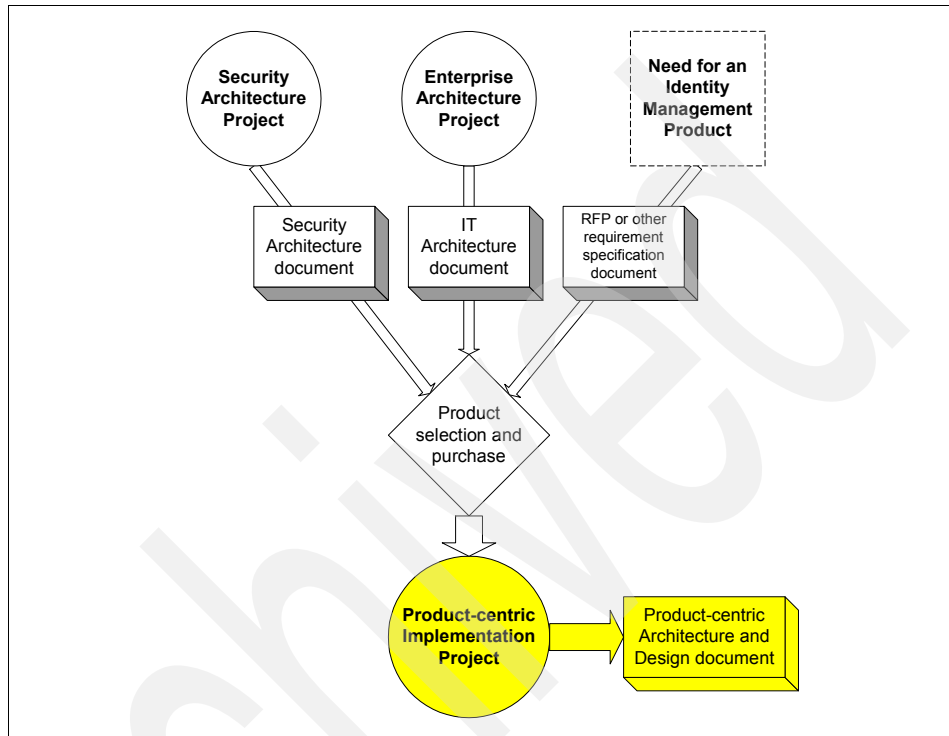 Security
Architecture
Project
Enterprise
Architecture
Project
Need for an
Identity
Management
Product
Security
Architecture
document
IT
Architecture
document
RFP or other
requirement
specification
document
Product
selection and
purchase
Product-centric
Implementation
Project
Product-centric
Architecture and
Design document